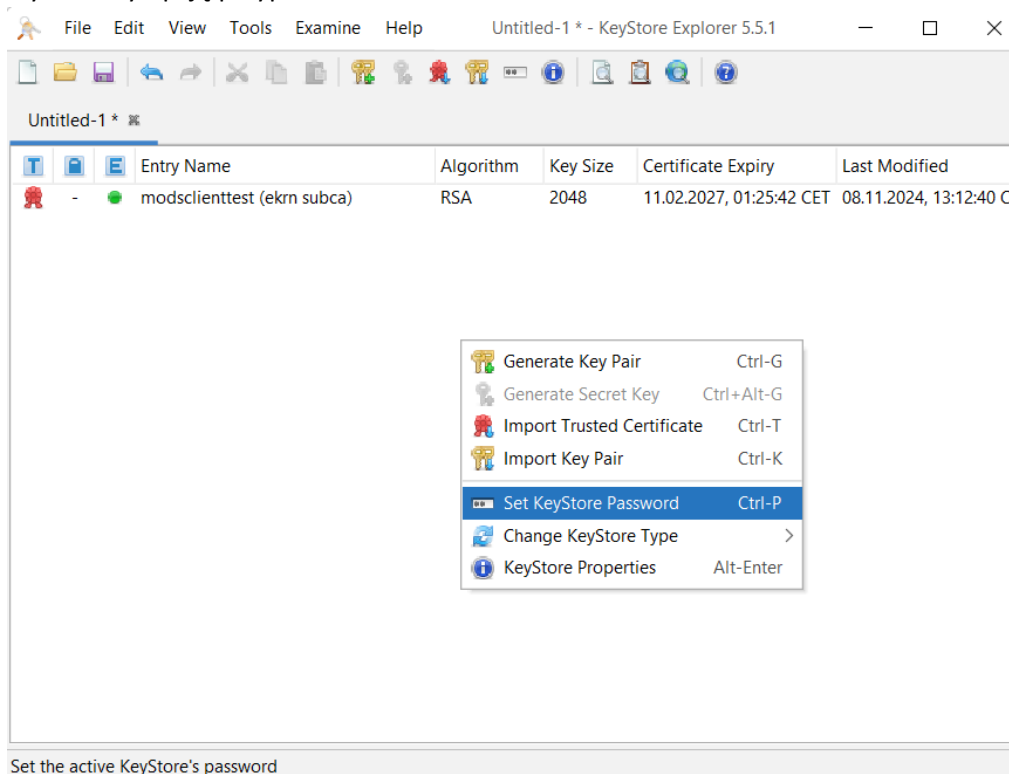 File Edit View Tools Examine Help Untitled-1 * - KeyStore Explorer 5.5.1
Untitled-1 *
T E Entry Name Algorithm Key Size Certificate Expiry Last Modified
- modsclienttest (ekrn subca) RSA 2048 11.02.2027, 01:25:42 CET 08.11.2024, 13:12:40 C
Generate Key Pair Ctrl-G
Generate Secret Key Ctrl+Alt-G
Import Trusted Certificate Ctrl-T
Import Key Pair Ctrl-K
Set KeyStore Password Ctrl-P
Change KeyStore Type
KeyStore Properties Alt-Enter
Set the active KeyStore's password